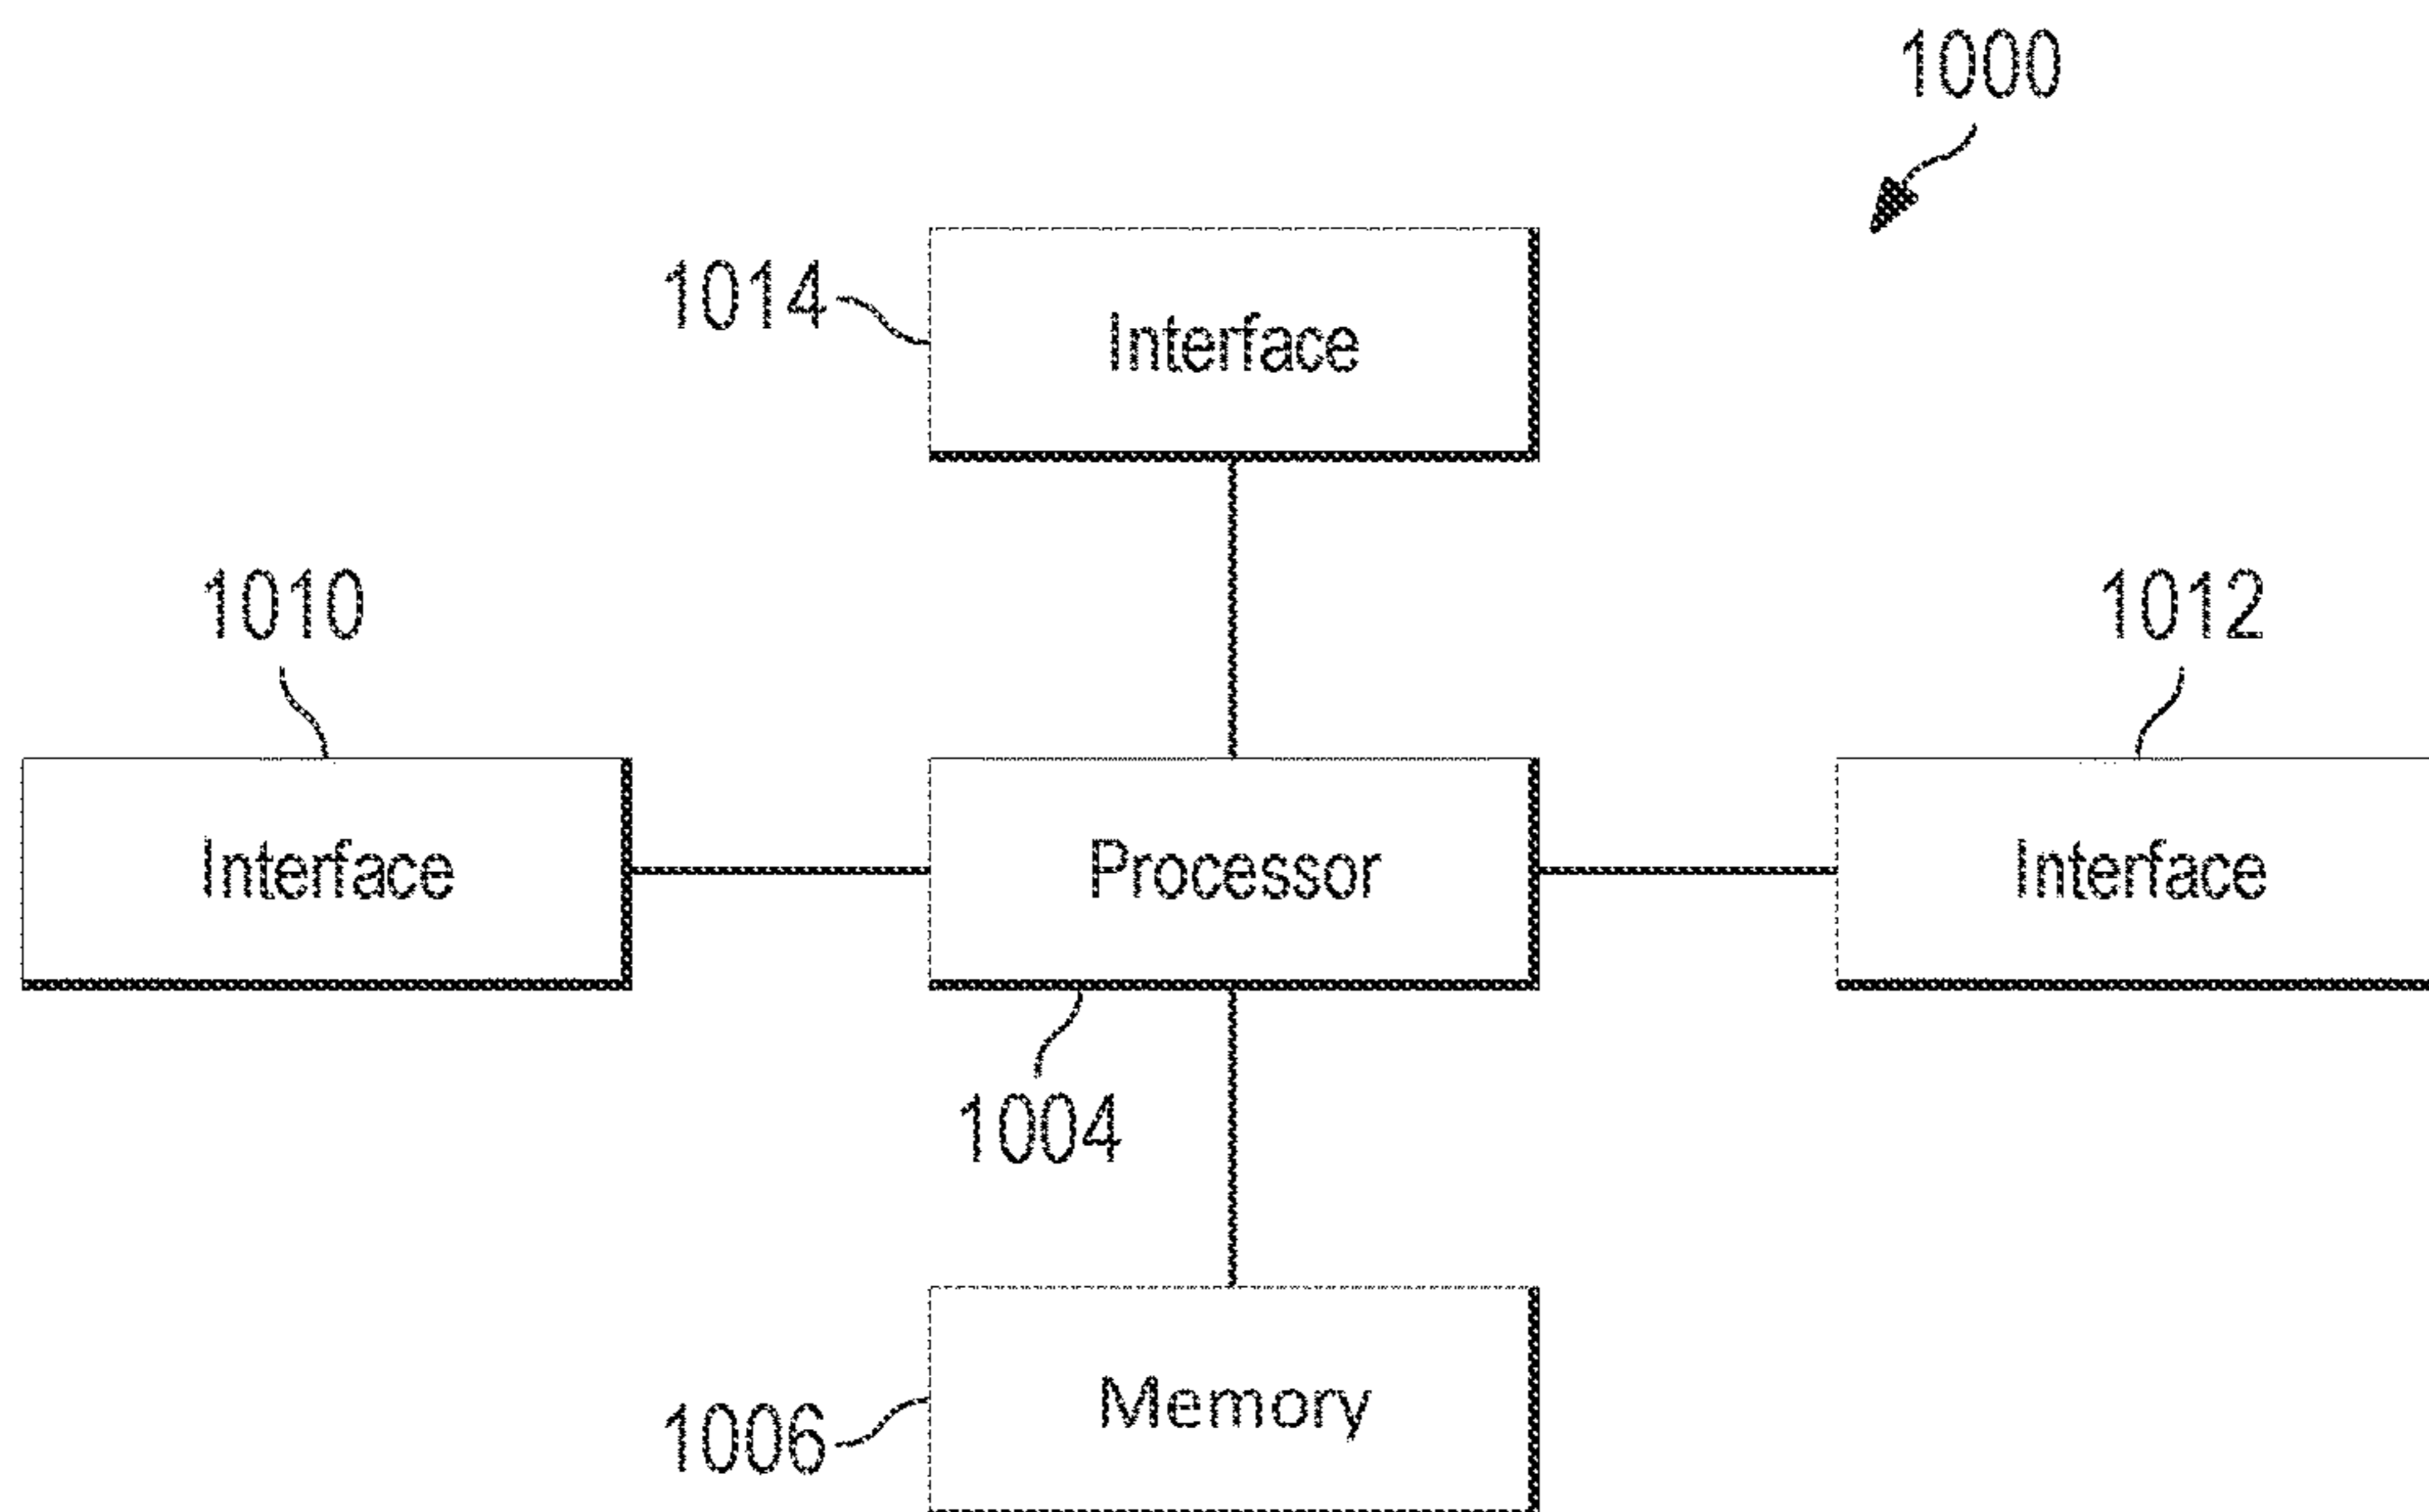 1000
1014
Interface
1010
1012
Interface
Processor
Interface
1004
Memory
1006